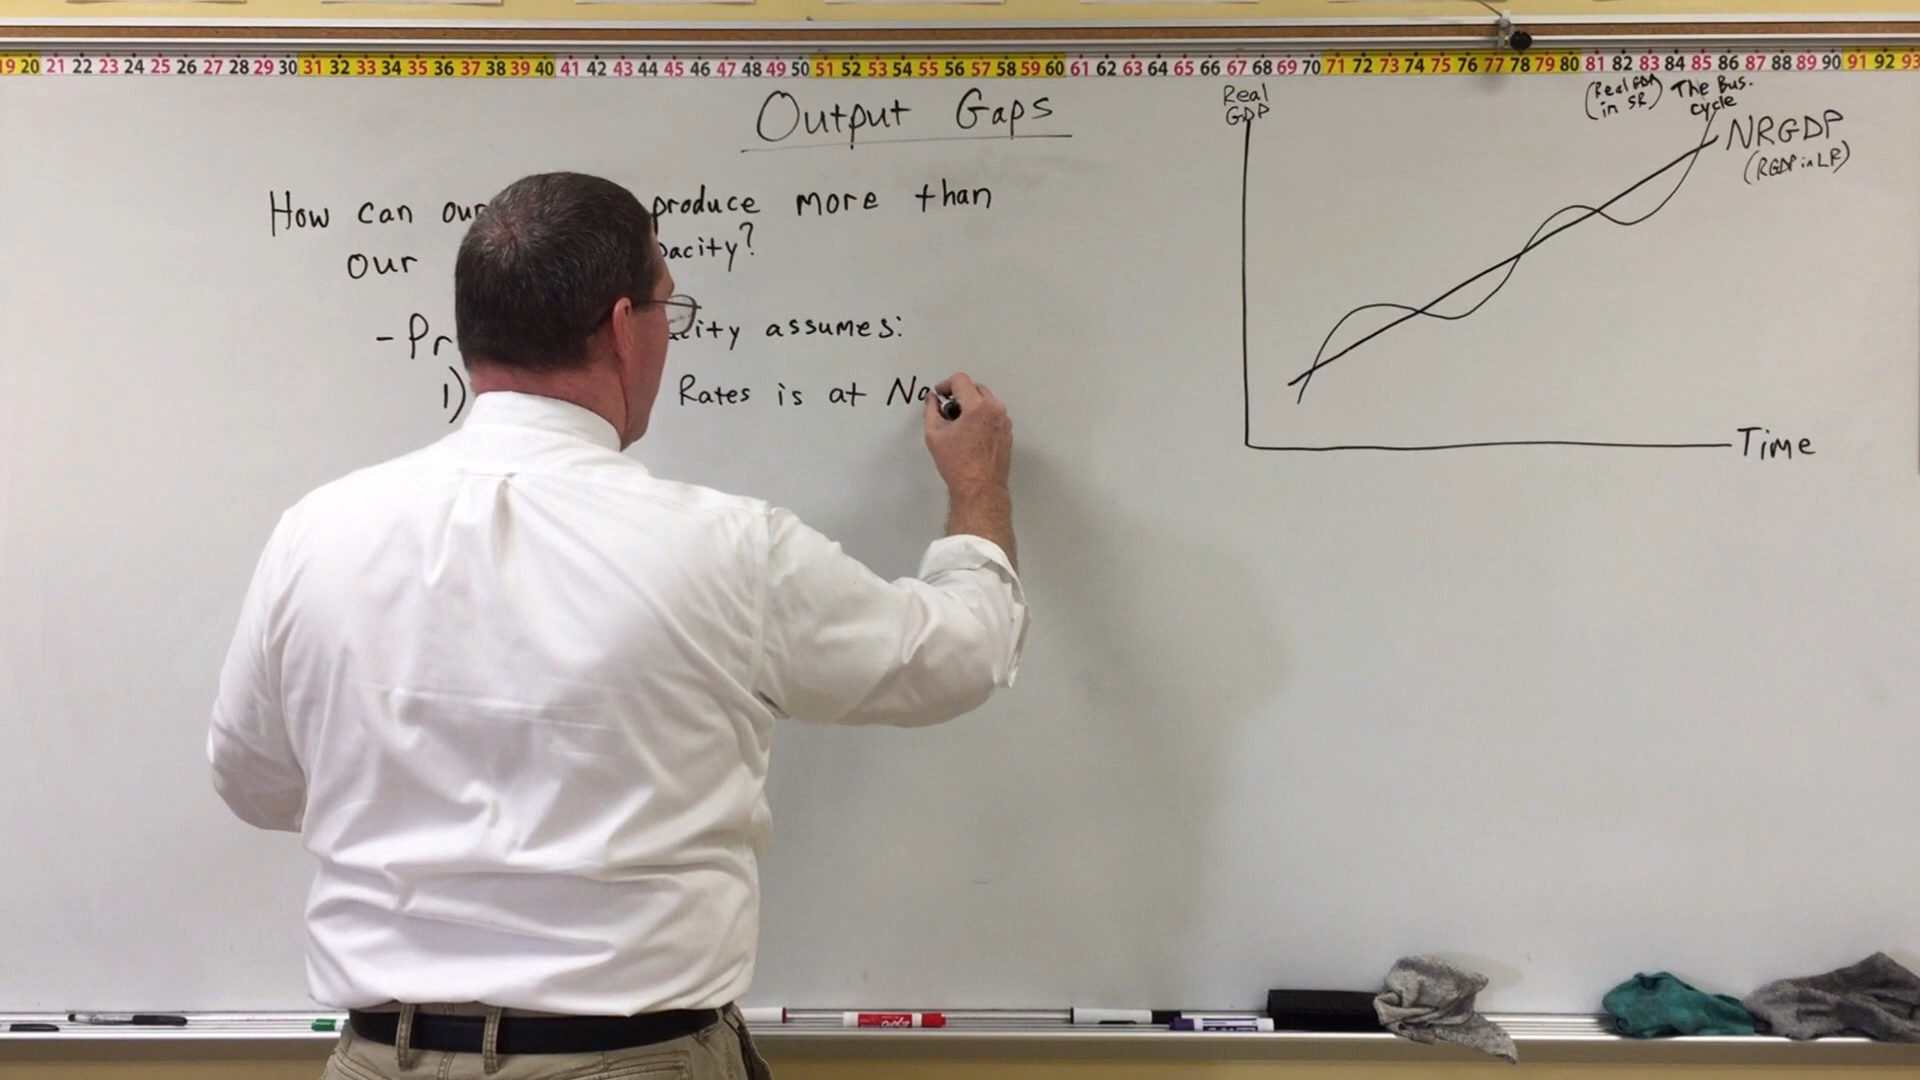 19 20 21 22 23 24 25 26 27 28 29 30 31 32 33 34 35 36 37 38 39 40 41 42 43 44 45 46 47 48 49 50 51 52 53 54 55 56 57 58 59 60 61 62 63 64 65 66 67 68 69 70 71 72 73 74 75 76 77 78 79 80 81 82 83 84 85 86 87 88 89 90 91 92 93
Output Gaps
How can our produce more than
our pacity?
- Pr city assumes:
1) Rates is at Na
Real
GDP
(Real GDP
in SR)
The Bus.
cycle
NRGDP
(RGDP in LR)
Time